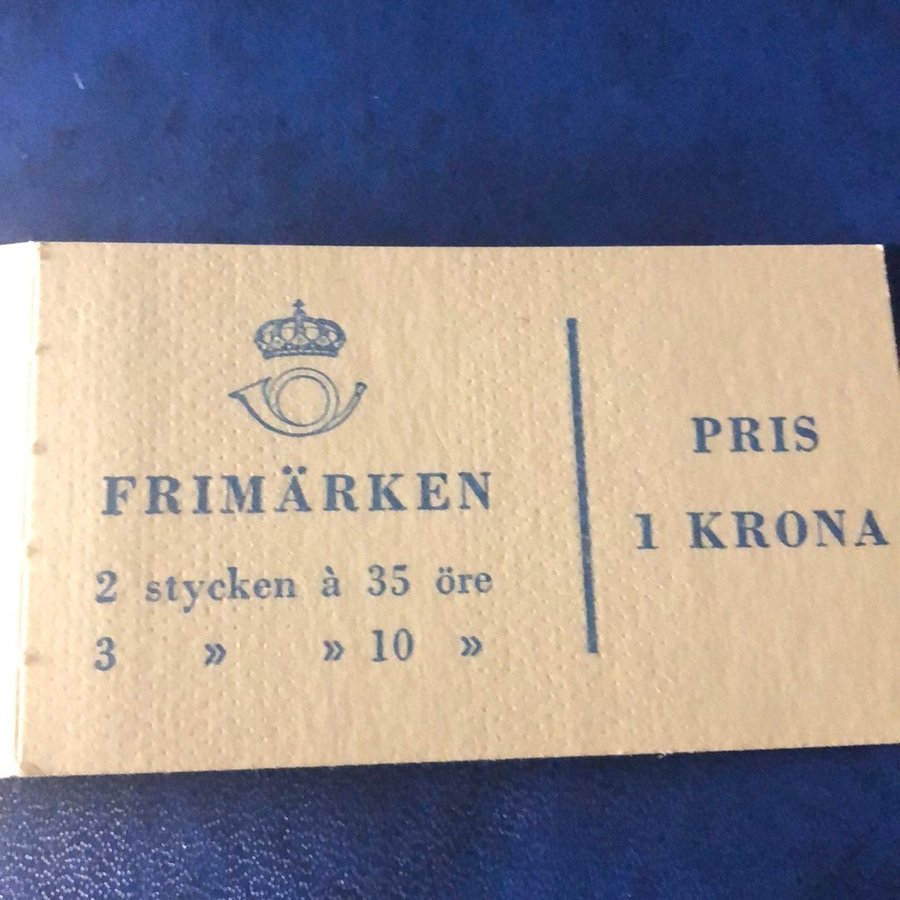 FRIMÄRKEN
2 stycken à 35 öre
3 » » 10 »
PRIS
1 KRONA